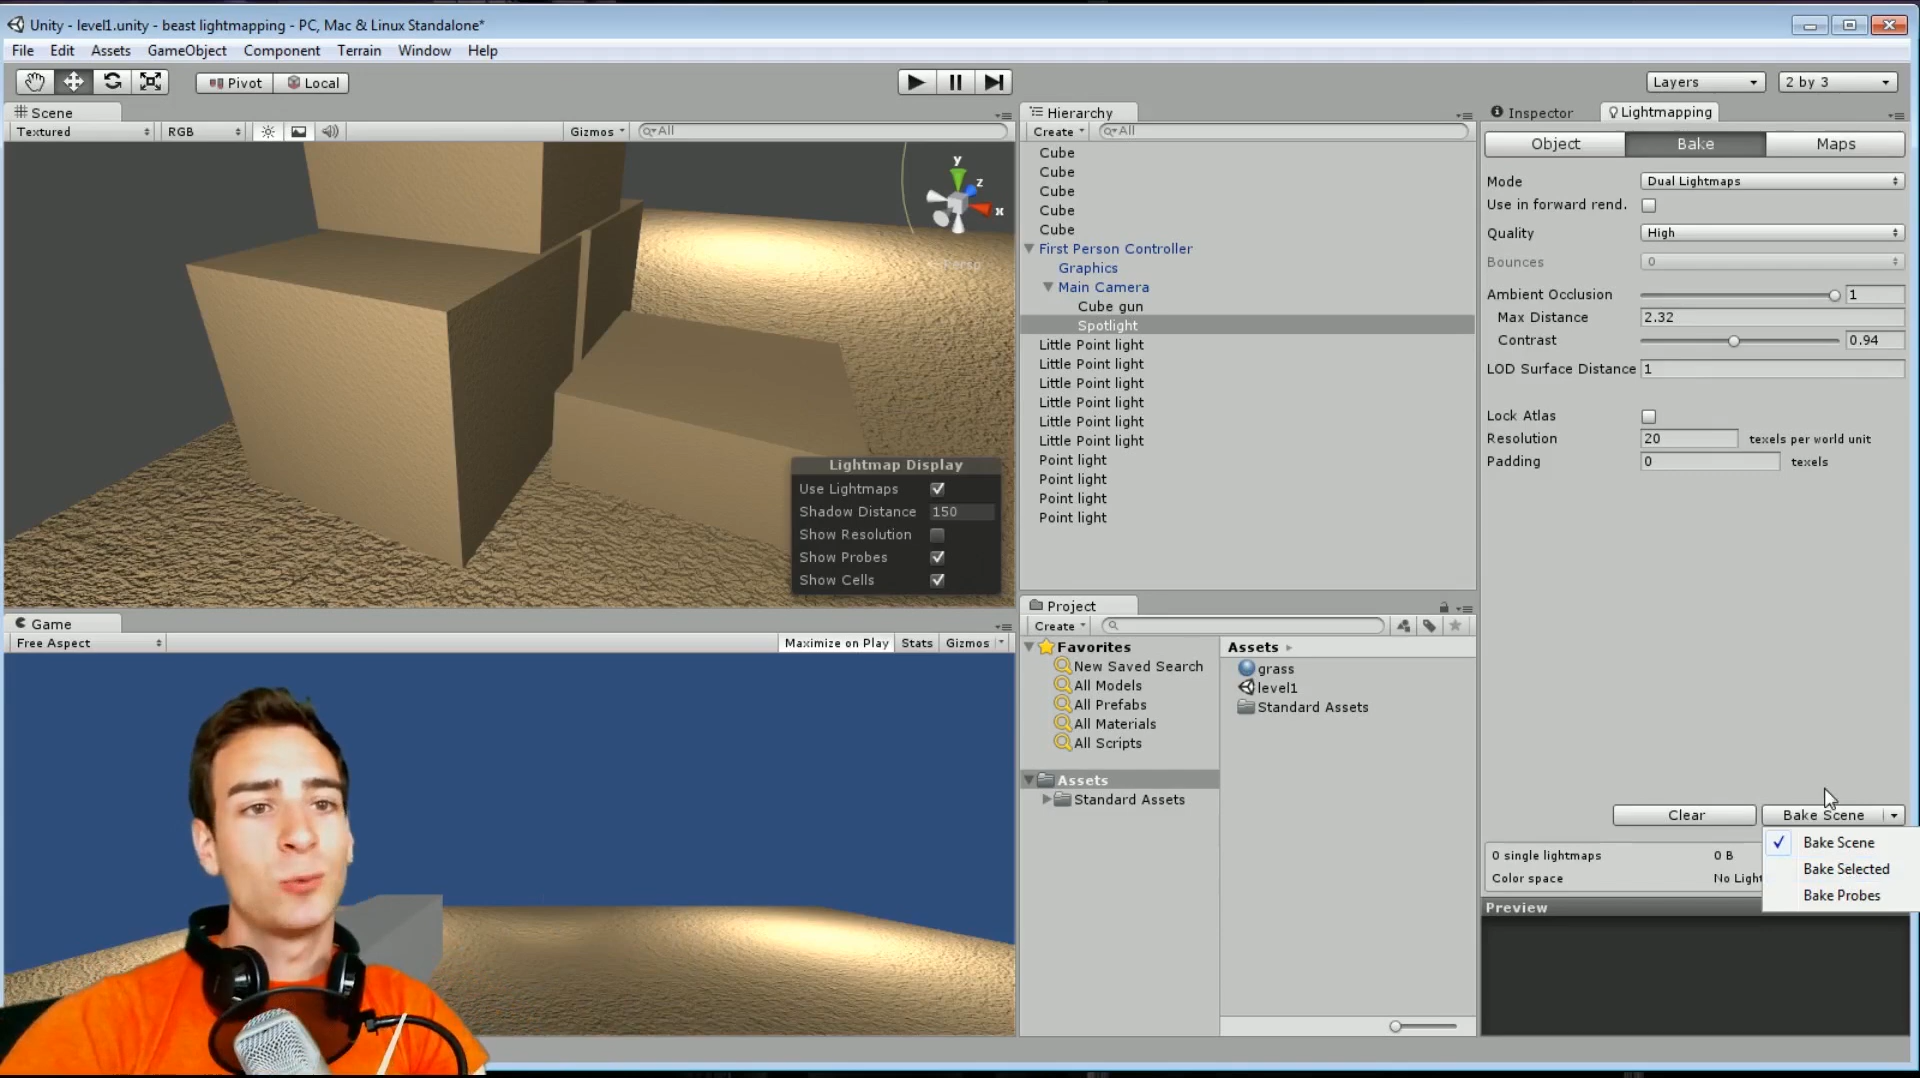 Unity - level1.unity - beast lightmapping - PC, Mac & Linux Standalone*
File Edit Assets GameObject Component Terrain Window Help
Pivot Local
Layers 2 by 3
Scene
Textured RGB Gizmos All
y
z
x
Persp
Lightmap Display
Use Lightmaps
Shadow Distance 150
Show Resolution
Show Probes
Show Cells
Game
Free Aspect Maximize on Play Stats Gizmos
Hierarchy
Create All
Cube
Cube
Cube
Cube
Cube
First Person Controller
Graphics
Main Camera
Cube gun
Spotlight
Little Point light
Little Point light
Little Point light
Little Point light
Little Point light
Little Point light
Point light
Point light
Point light
Point light
Project
Create
Favorites
New Saved Search
All Models
All Prefabs
All Materials
All Scripts
Assets
Standard Assets
Assets
grass
level1
Standard Assets
Inspector Lightmapping
Object Bake Maps
Mode Dual Lightmaps
Use in forward rend.
Quality High
Bounces 0
Ambient Occlusion 1
Max Distance 2.32
Contrast 0.94
LOD Surface Distance 1
Lock Atlas
Resolution 20 texels per world unit
Padding 0 texels
Clear Bake Scene
Bake Scene
Bake Selected
Bake Probes
0 single lightmaps 0 B
Color space No Light
Preview